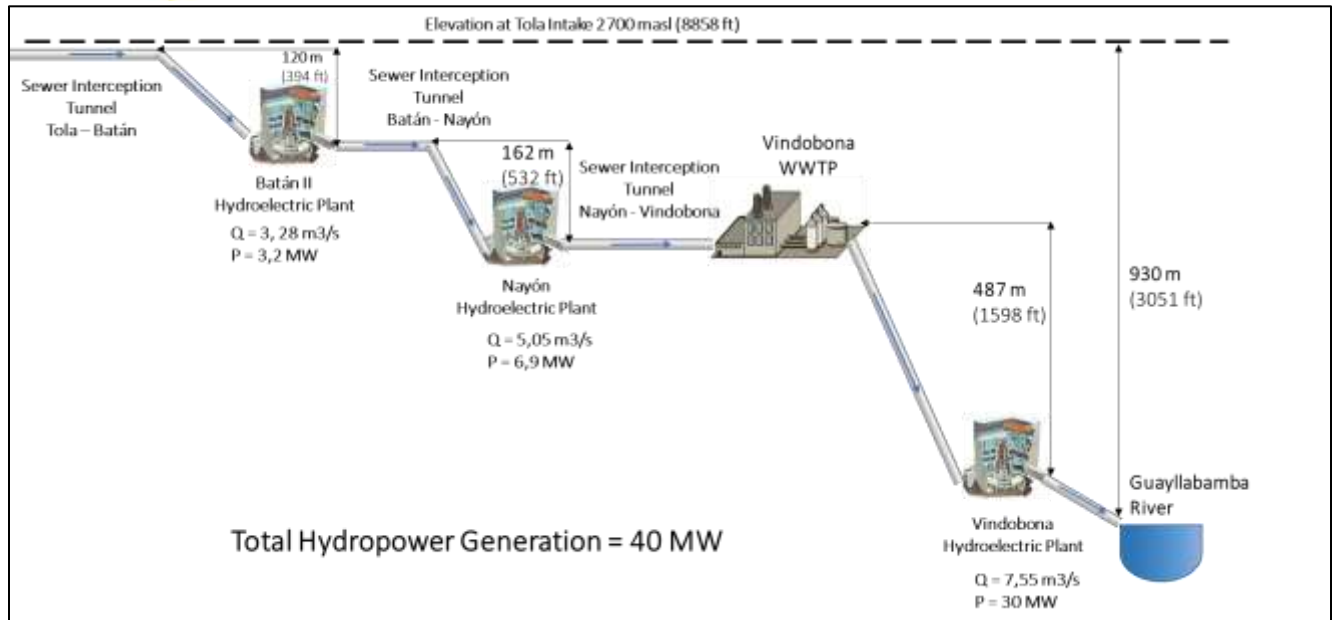 Elevation at Tola Intake 2700 masl (8858 ft)
120 m
(394 ft)
Sewer Interception
Tunnel
Tola – Batán
Sewer Interception
Tunnel
Batán - Nayón
Batán II
Hydroelectric Plant
Q = 3, 28 m3/s
P = 3,2 MW
162 m
(532 ft)
Sewer Interception
Tunnel
Nayón - Vindobona
Nayón
Hydroelectric Plant
Q = 5,05 m3/s
P = 6,9 MW
Vindobona
WWTP
487 m
(1598 ft)
930 m
(3051 ft)
Guayllabamba
River
Vindobona
Hydroelectric Plant
Q = 7,55 m3/s
P = 30 MW
Total Hydropower Generation = 40 MW